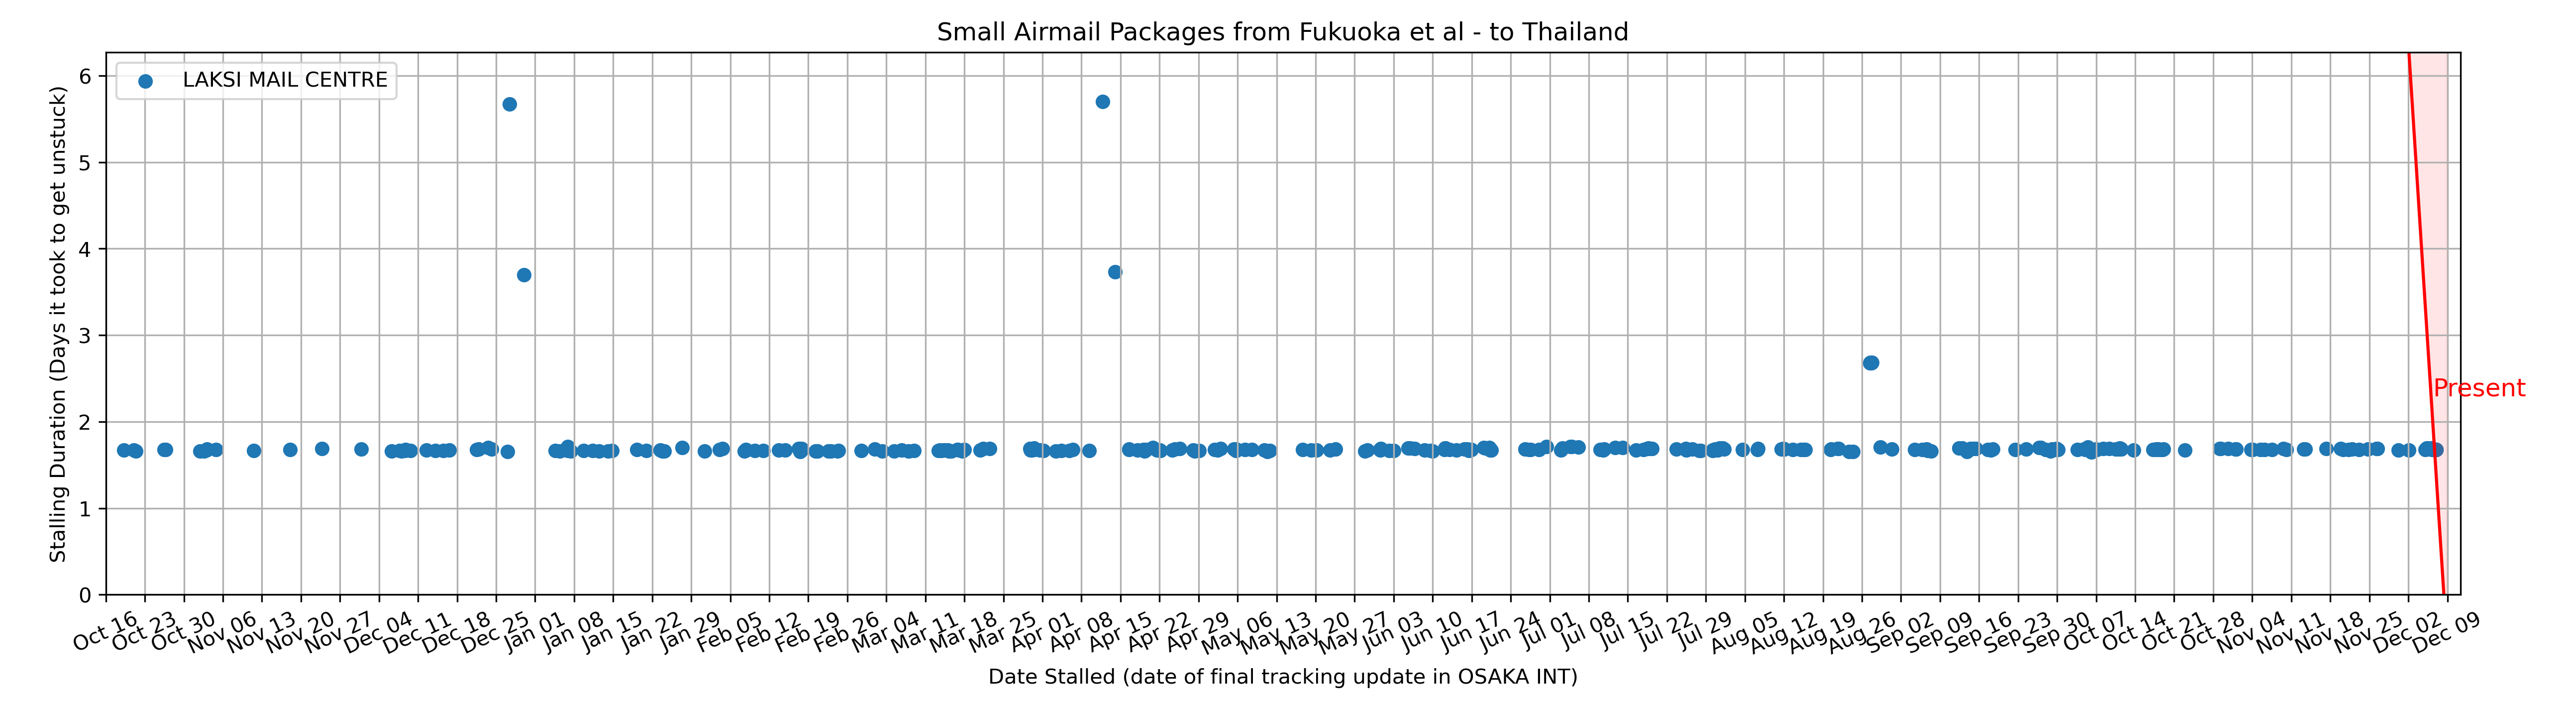 Small Airmail Packages from Fukuoka et al - to Thailand
LAKSI MAIL CENTRE
Stalling Duration (Days it took to get unstuck)
6
5
4
3
2
1
0
Present
Oct 16 Oct 23 Oct 30 Nov 06 Nov 13 Nov 20 Nov 27 Dec 04 Dec 11 Dec 18 Dec 25 Jan 01 Jan 08 Jan 15 Jan 22 Jan 29 Feb 05 Feb 12 Feb 19 Feb 26 Mar 04 Mar 11 Mar 18 Mar 25 Apr 01 Apr 08 Apr 15 Apr 22 Apr 29 May 06 May 13 May 20 May 27 Jun 03 Jun 10 Jun 17 Jun 24 Jul 01 Jul 08 Jul 15 Jul 22 Jul 29 Aug 05 Aug 12 Aug 19 Aug 26 Sep 02 Sep 09 Sep 16 Sep 23 Sep 30 Oct 07 Oct 14 Oct 21 Oct 28 Nov 04 Nov 11 Nov 18 Nov 25 Dec 02 Dec 09
Date Stalled (date of final tracking update in OSAKA INT)